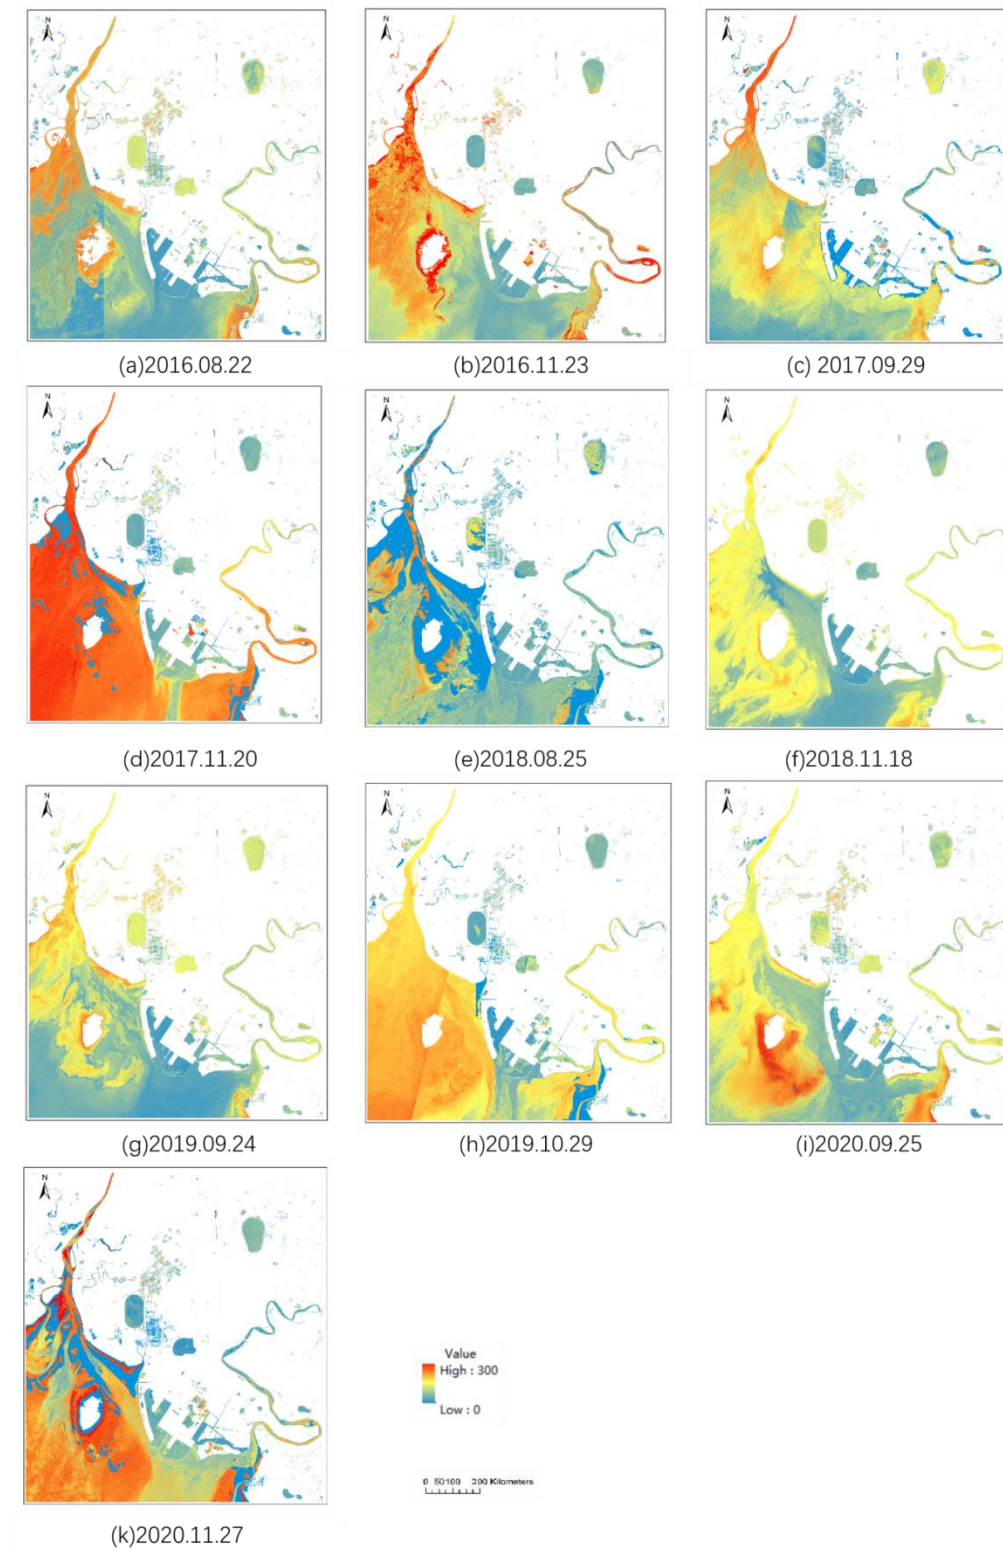 N N N
(a)2016.08.22 (b)2016.11.23 (c) 2017.09.29
N N N
(d)2017.11.20 (e)2018.08.25 (f)2018.11.18
N N N
(g)2019.09.24 (h)2019.10.29 (i)2020.09.25
N
Value
High : 300
Low : 0
0 50100 200 Kilometers
(k)2020.11.27